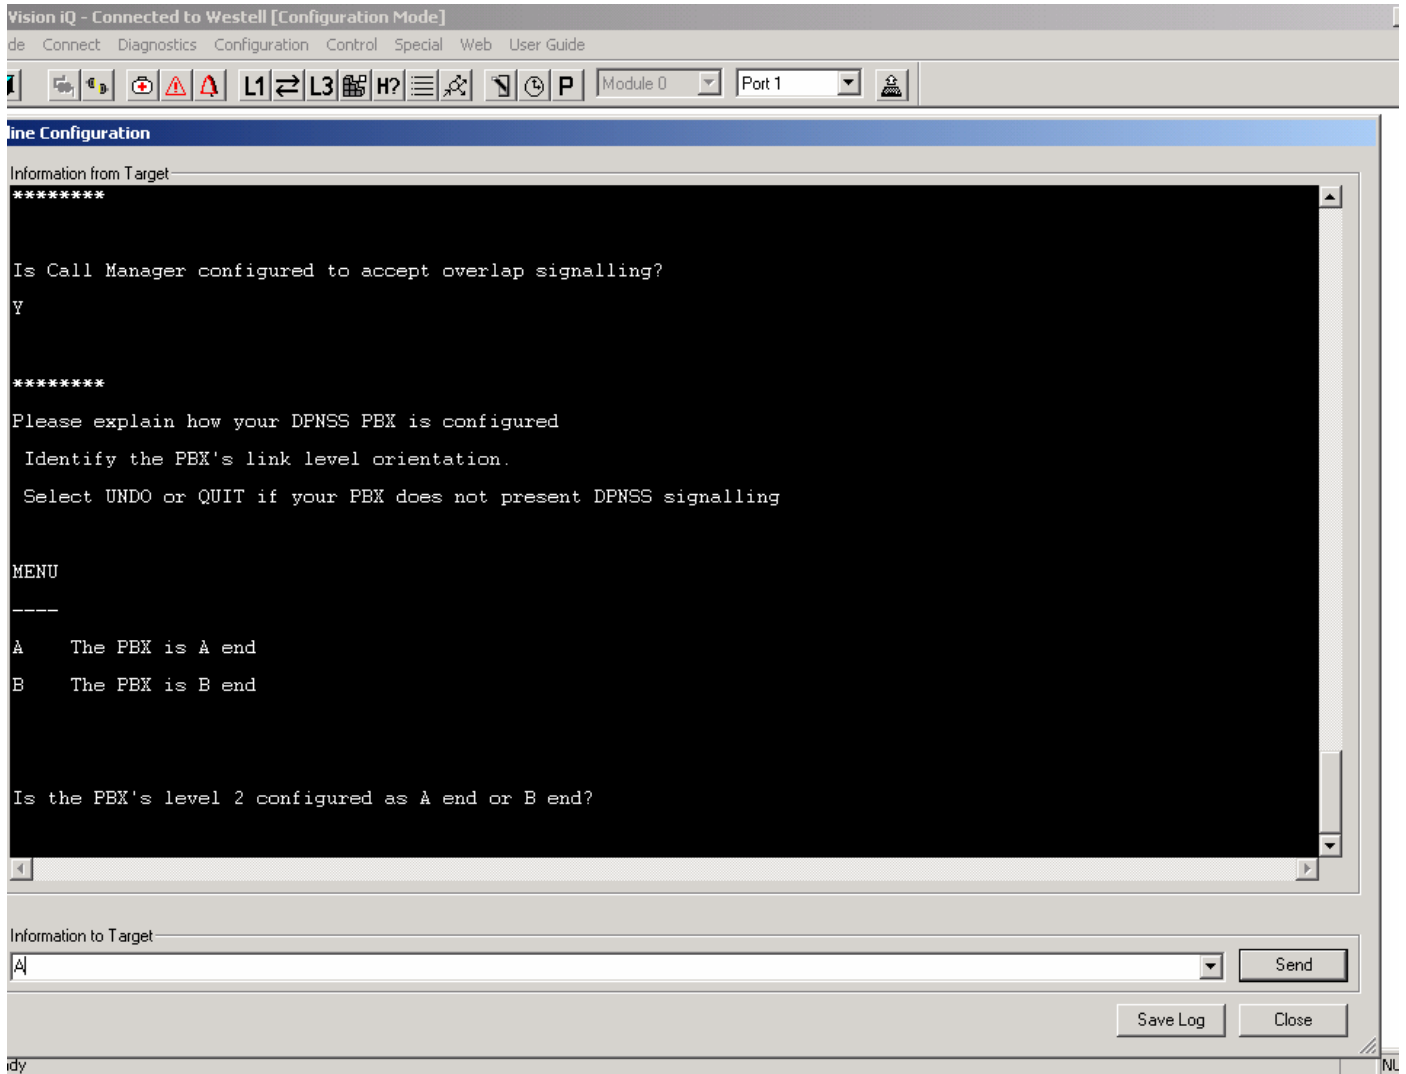 Vision iQ - Connected to Westell [Configuration Mode]
de Connect Diagnostics Configuration Control Special Web User Guide
L1 L3 H? P Module 0 Port 1
line Configuration
Information from Target
********
Is Call Manager configured to accept overlap signalling?
Y
********
Please explain how your DPNSS PBX is configured
Identify the PBX's link level orientation.
Select UNDO or QUIT if your PBX does not present DPNSS signalling
MENU
----
A The PBX is A end
B The PBX is B end
Is the PBX's level 2 configured as A end or B end?
Information to Target
A
Send
Save Log Close
ady NU